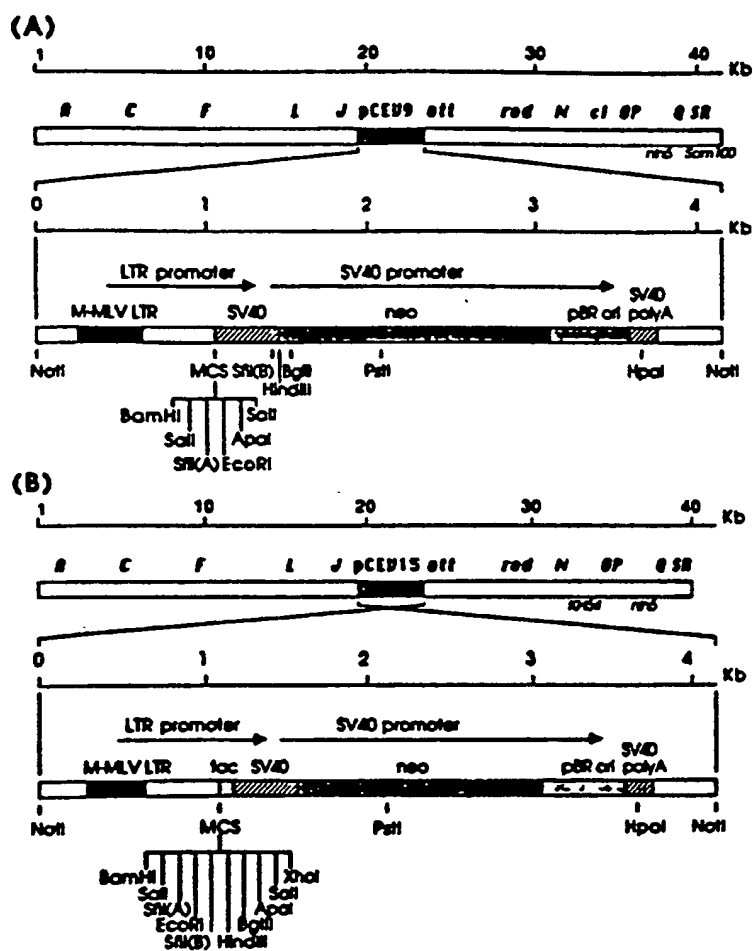 (A)
1 10 20 30 40 Kb
A C F L J pCEV9 att red N cI OP Q SR
nin5 Sam100
0 1 2 3 4 Kb
LTR promoter SV40 promoter
M-MLV LTR SV40 neo pBR ori SV40 polyA
NotI MCS SfiI(B) HindIII BglII PstI HpaI NotI
BamHI SalI
SalI ApaI
SfiI(A) EcoRI
(B)
1 10 20 30 40 Kb
A C F L J pCEV15 att red N OP Q SR
nin5
0 1 2 3 4 Kb
LTR promoter SV40 promoter
M-MLV LTR tac SV40 neo pBR ori SV40 polyA
NotI MCS PstI HpaI NotI
BamHI XhoI
SalI SalI
SfiI(A) ApaI
EcoRI BglII
SfiI(B) HindIII